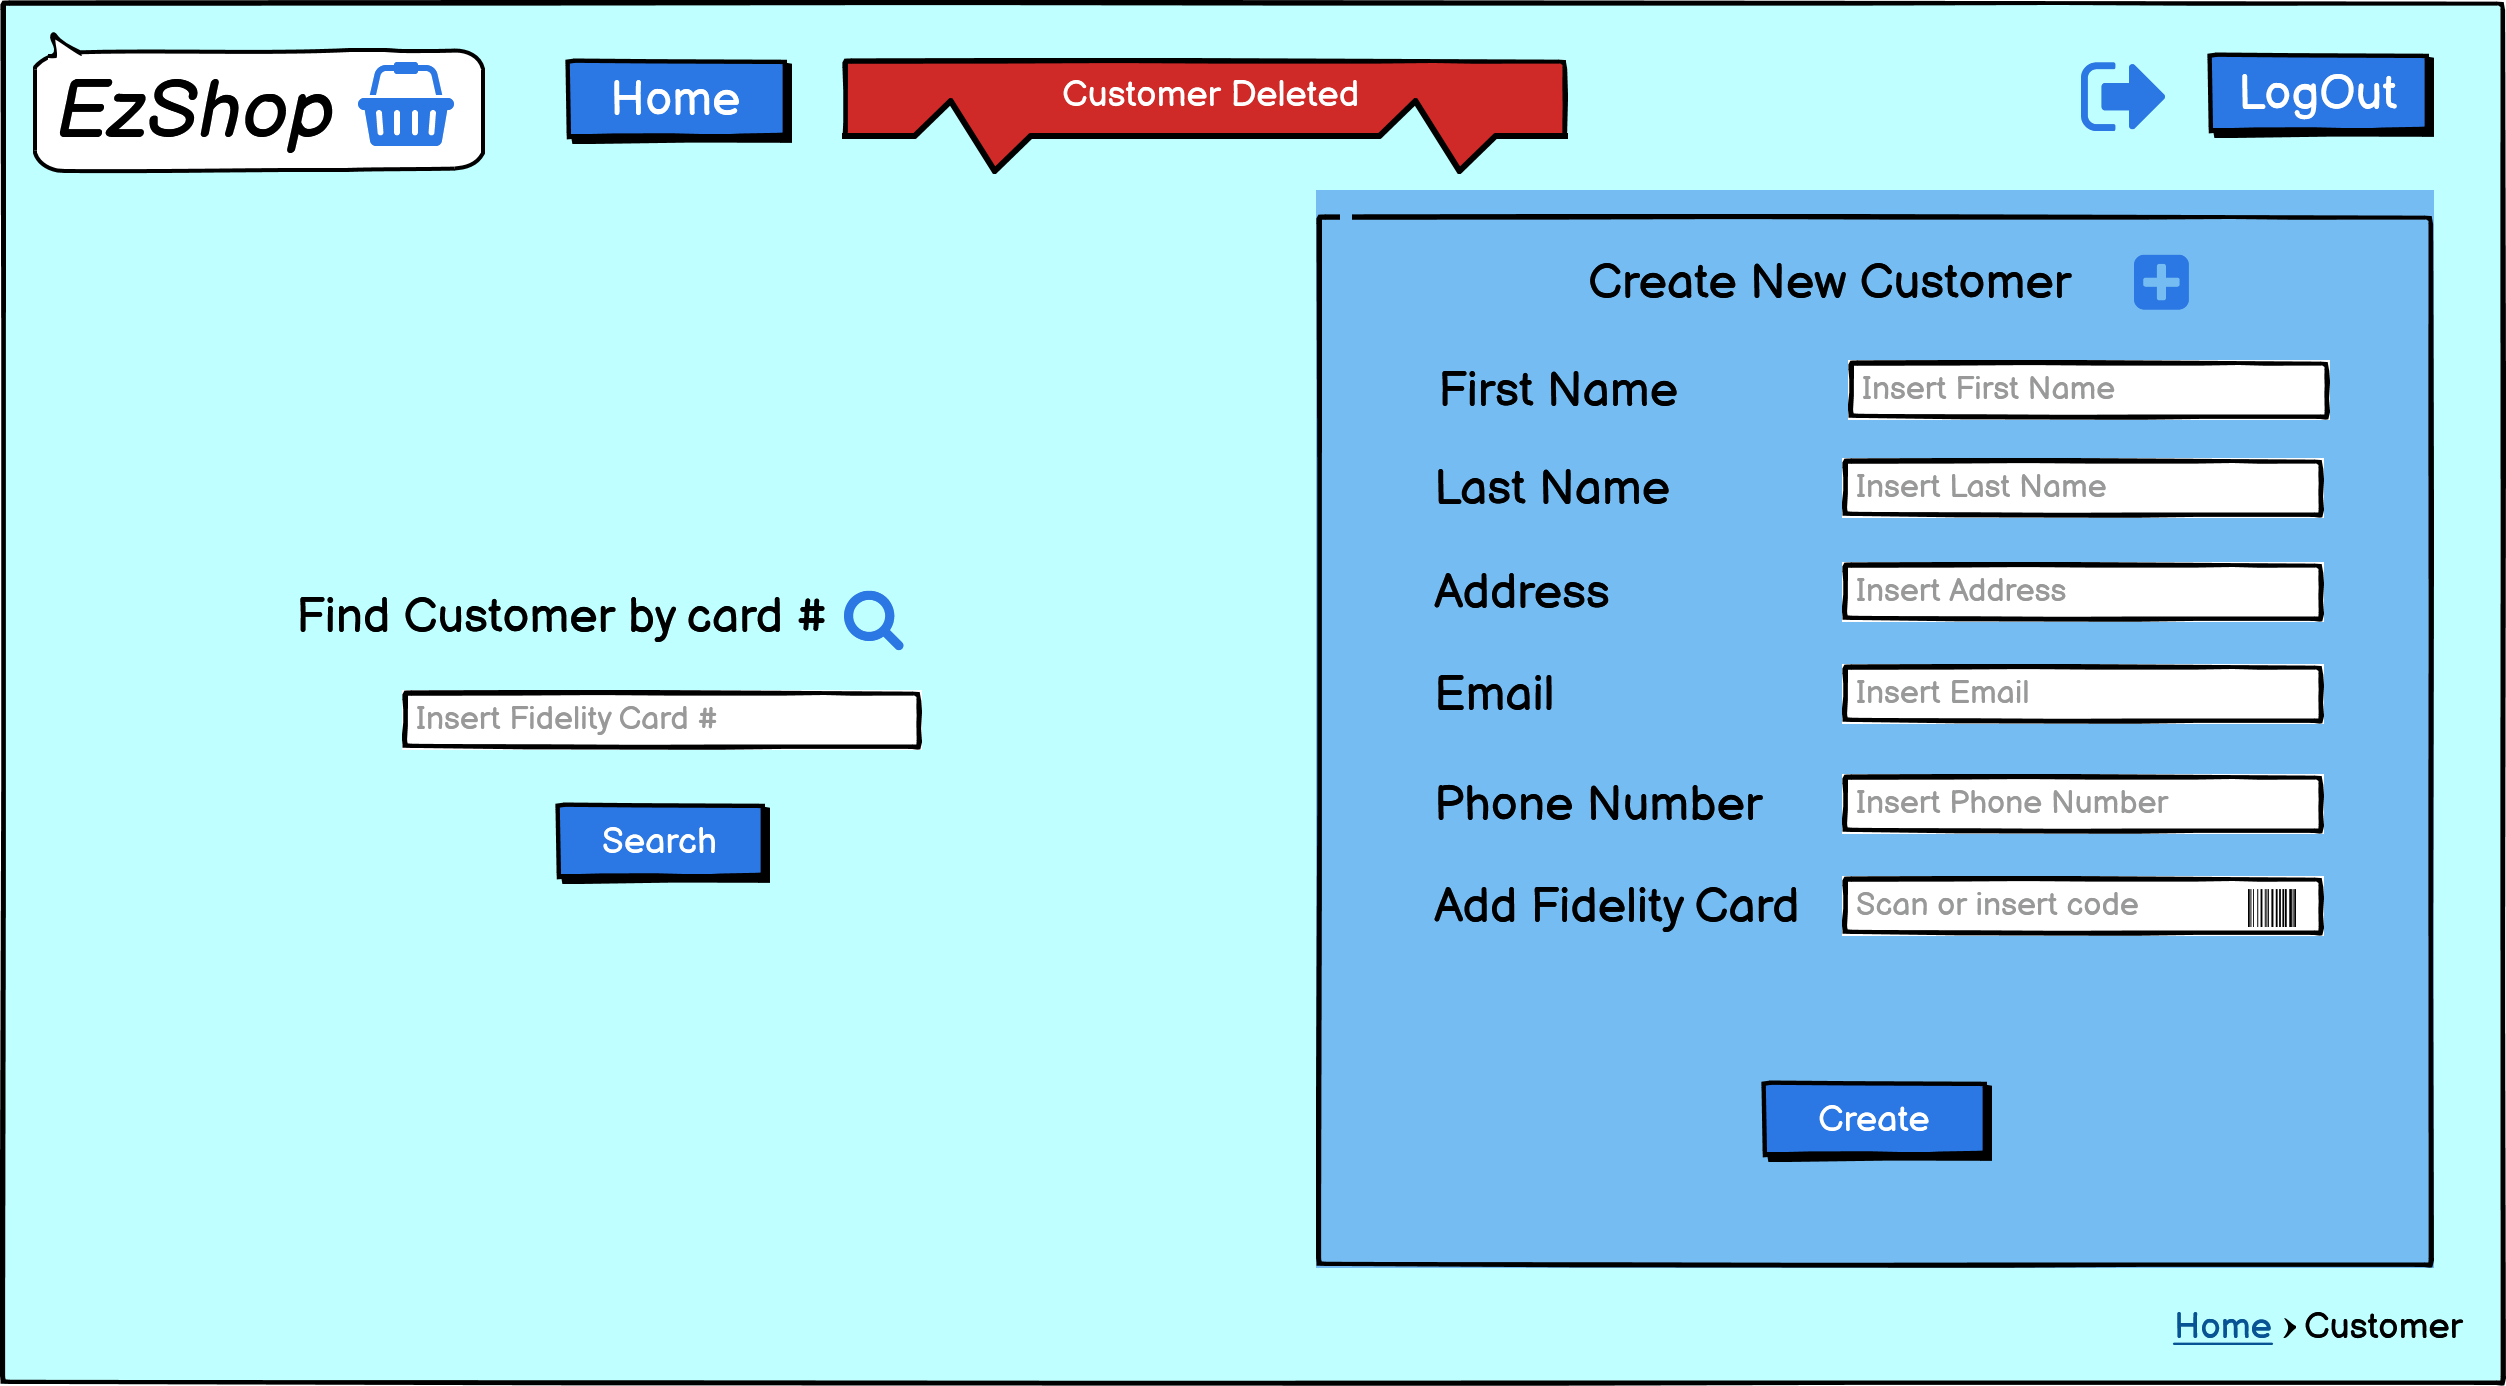 EzShop
Home
Customer Deleted
LogOut
Create New Customer
First Name
Insert First Name
Last Name
Insert Last Name
Address
Insert Address
Email
Insert Email
Phone Number
Insert Phone Number
Add Fidelity Card
Scan or insert code
Create
Find Customer by card #
Insert Fidelity Card #
Search
Home › Customer